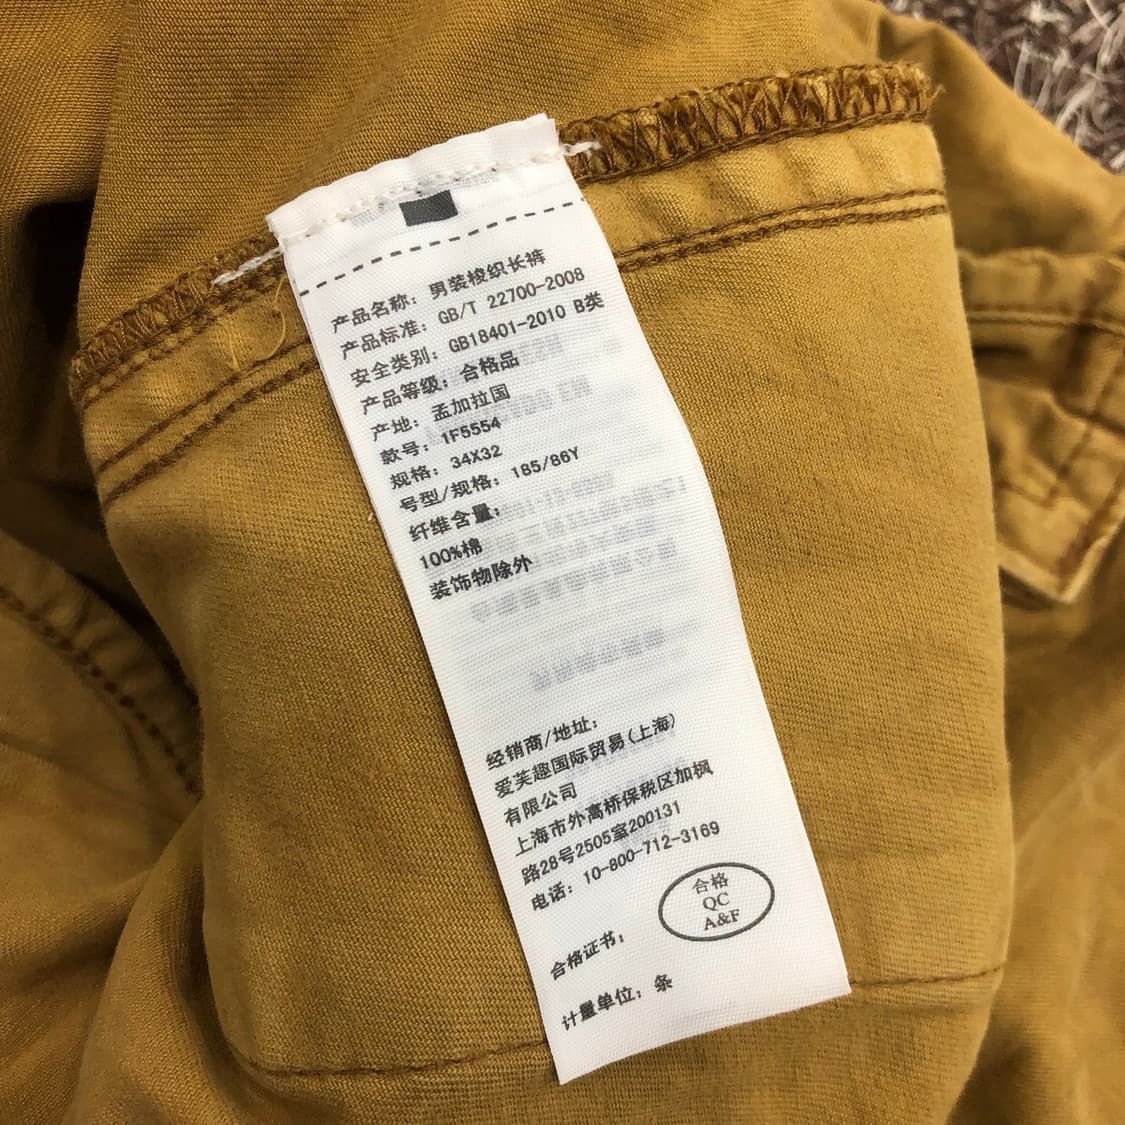 产品名称：男装梭织长裤
产品标准：GB/T 22700-2008
安全类别：GB18401-2010 B类
产品等级：合格品
产地：孟加拉国
款号：1F5554
规格：34X32
号型/规格：185/86Y
纤维含量：
100%棉
装饰物除外
经销商/地址：
爱芙趣国际贸易(上海)
有限公司
上海市外高桥保税区加枫
路28号2505室200131
电话：10-800-712-3169
合格证书：
合格
QC
A&F
计量单位：条